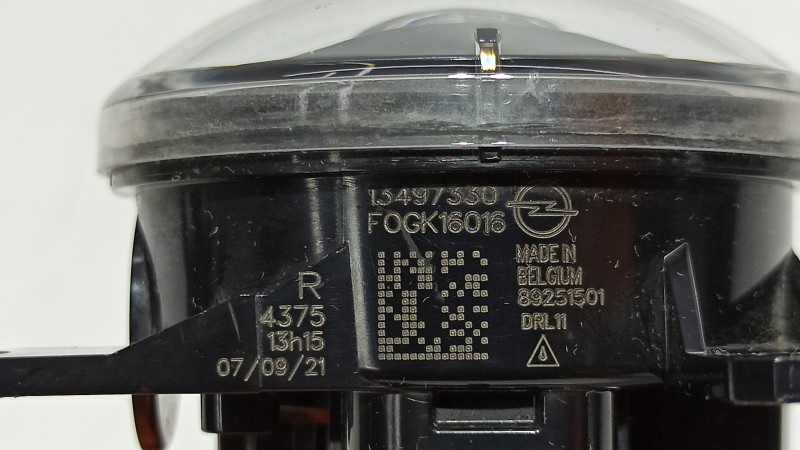 13497330
FOGK16016
MADE IN
BELGIUM
89251501
DRL11
R
4375
13h15
07/09/21